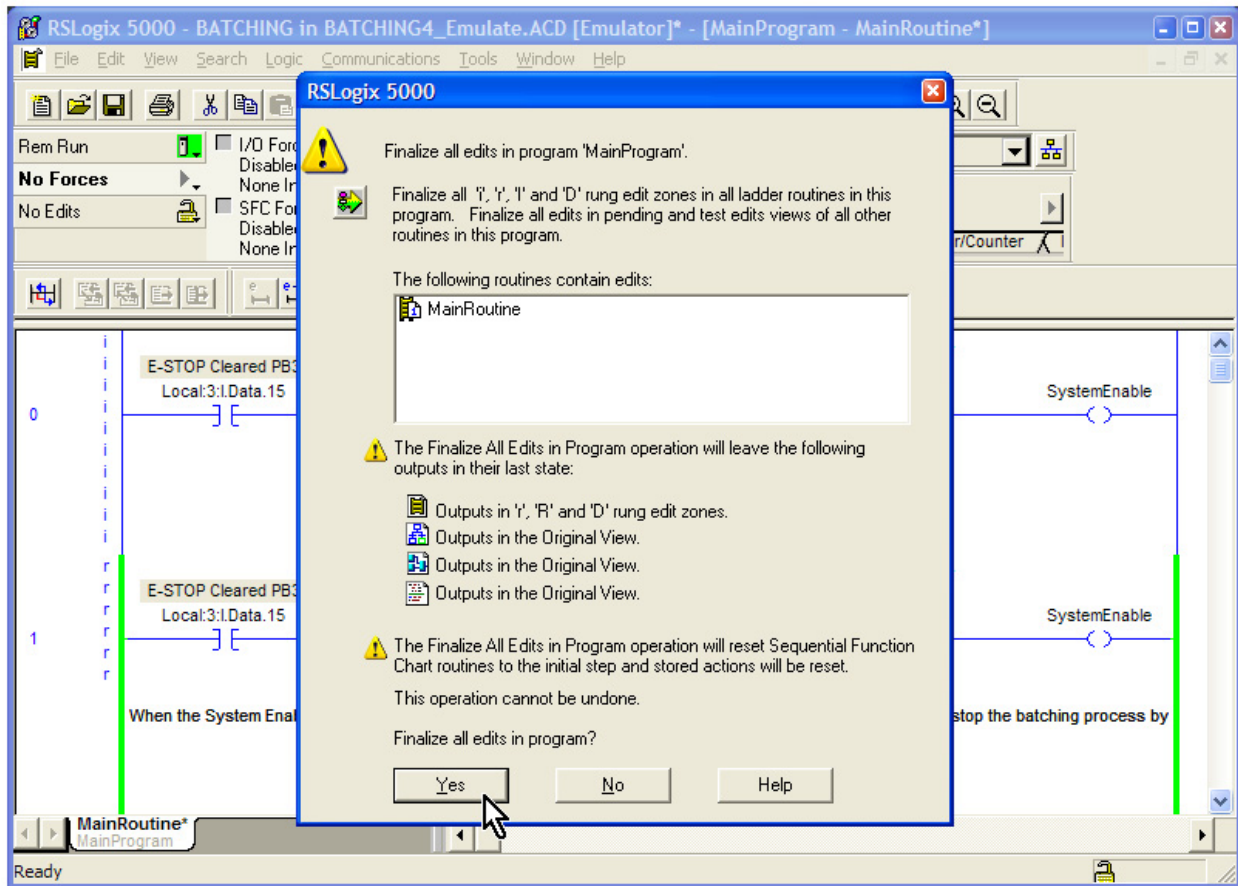 RSLogix 5000 - BATCHING in BATCHING4_Emulate.ACD [Emulator]* - [MainProgram - MainRoutine*]
File Edit View Search Logic Communications Tools Window Help
RSLogix 5000
Rem Run
No Forces
No Edits
I/O Forc
Disabled
None In
SFC For
Disabled
None In
r/Counter
Finalize all edits in program 'MainProgram'.
Finalize all 'i', 'r', 'I' and 'D' rung edit zones in all ladder routines in this
program. Finalize all edits in pending and test edits views of all other
routines in this program.
The following routines contain edits:
MainRoutine
The Finalize All Edits in Program operation will leave the following
outputs in their last state:
Outputs in 'r', 'R' and 'D' rung edit zones.
Outputs in the Original View.
Outputs in the Original View.
Outputs in the Original View.
The Finalize All Edits in Program operation will reset Sequential Function
Chart routines to the initial step and stored actions will be reset.
This operation cannot be undone.
Finalize all edits in program?
Yes No Help
i
i
i
i
i
i
i
i
i
i
E-STOP Cleared PB3
Local:3:I.Data.15
SystemEnable
0
r
r
r
r
r
r
E-STOP Cleared PB3
Local:3:I.Data.15
SystemEnable
1
When the System Enal
stop the batching process by
MainRoutine*
MainProgram
Ready